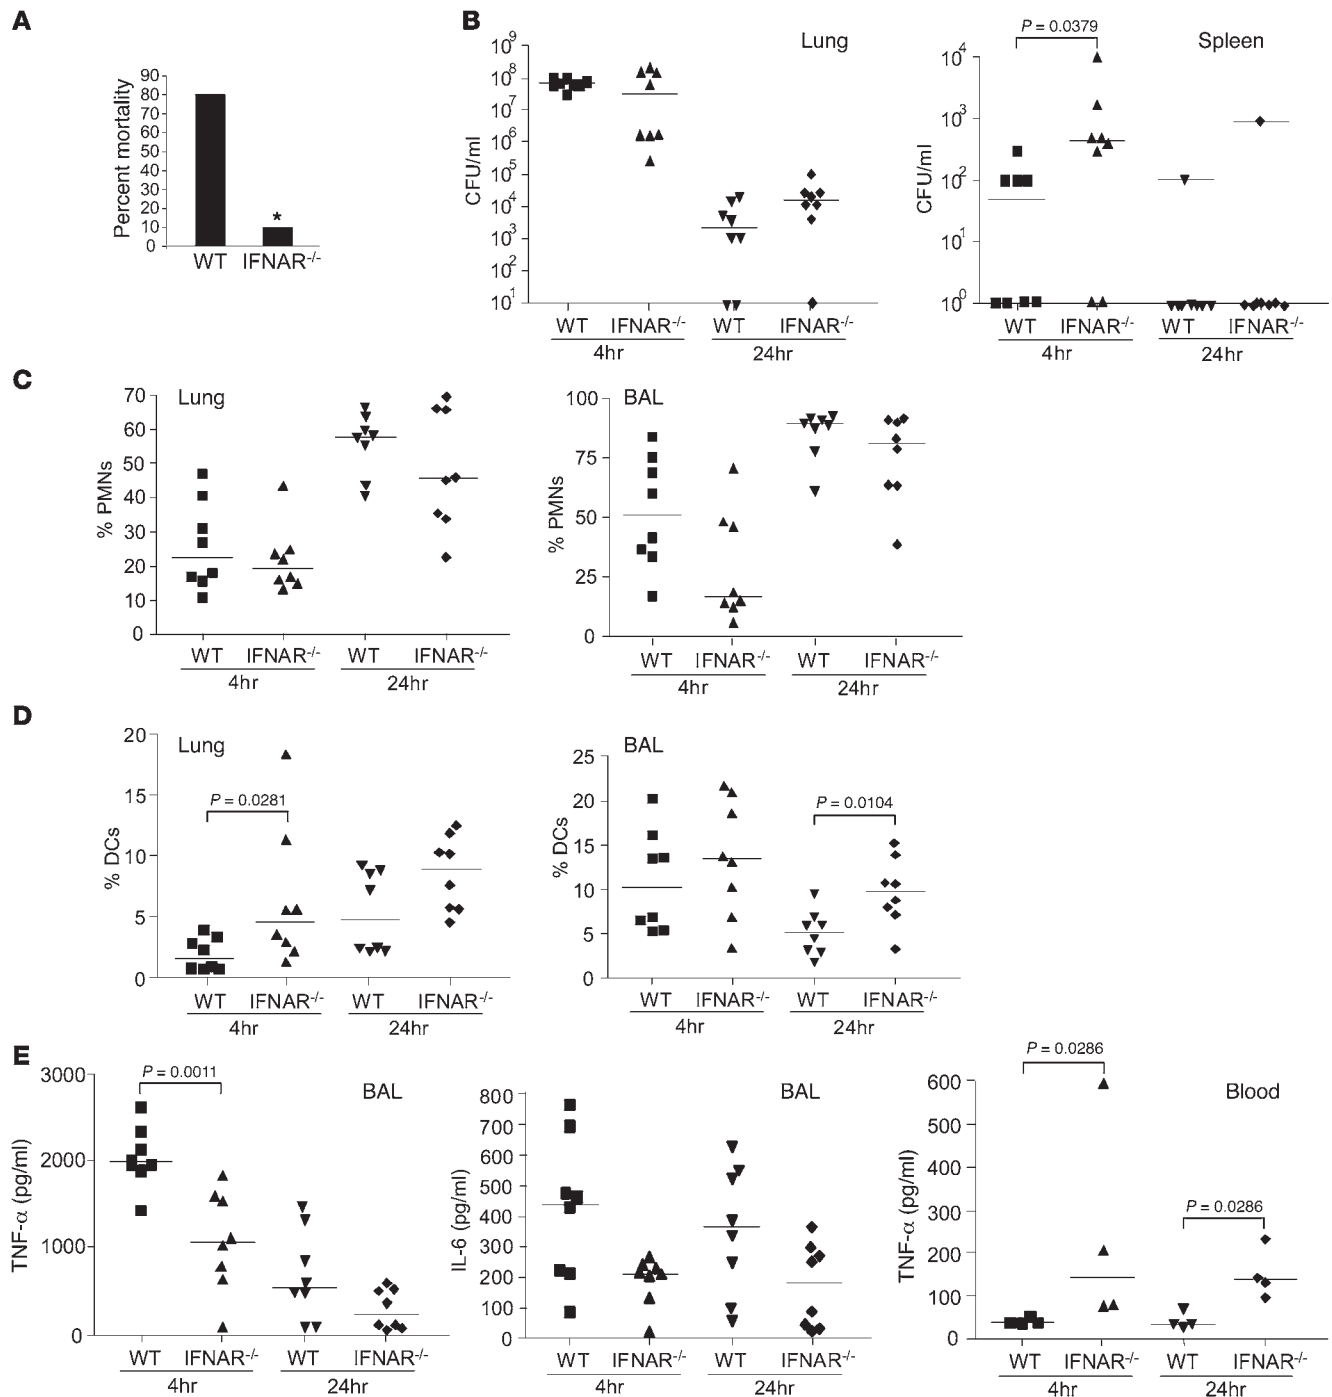 A
Percent mortality
90
80
70
60
50
40
30
20
10
0
*
WT IFNAR-/-
B
Lung
CFU/ml
10^9
10^8
10^7
10^6
10^5
10^4
10^3
10^2
10^1
WT IFNAR-/- WT IFNAR-/-
4hr 24hr
P = 0.0379
Spleen
CFU/ml
10^4
10^3
10^2
10^1
10^0
WT IFNAR-/- WT IFNAR-/-
4hr 24hr
C
Lung
% PMNs
70
60
50
40
30
20
10
0
WT IFNAR-/- WT IFNAR-/-
4hr 24hr
BAL
% PMNs
100
75
50
25
0
WT IFNAR-/- WT IFNAR-/-
4hr 24hr
D
Lung
P = 0.0281
% DCs
20
15
10
5
0
WT IFNAR-/- WT IFNAR-/-
4hr 24hr
BAL
P = 0.0104
% DCs
25
20
15
10
5
0
WT IFNAR-/- WT IFNAR-/-
4hr 24hr
E
P = 0.0011
BAL
TNF-α (pg/ml)
3000
2000
1000
0
WT IFNAR-/- WT IFNAR-/-
4hr 24hr
BAL
IL-6 (pg/ml)
800
700
600
500
400
300
200
100
0
WT IFNAR-/- WT IFNAR-/-
4hr 24hr
P = 0.0286
Blood
P = 0.0286
TNF-α (pg/ml)
600
500
400
300
200
100
0
WT IFNAR-/- WT IFNAR-/-
4hr 24hr